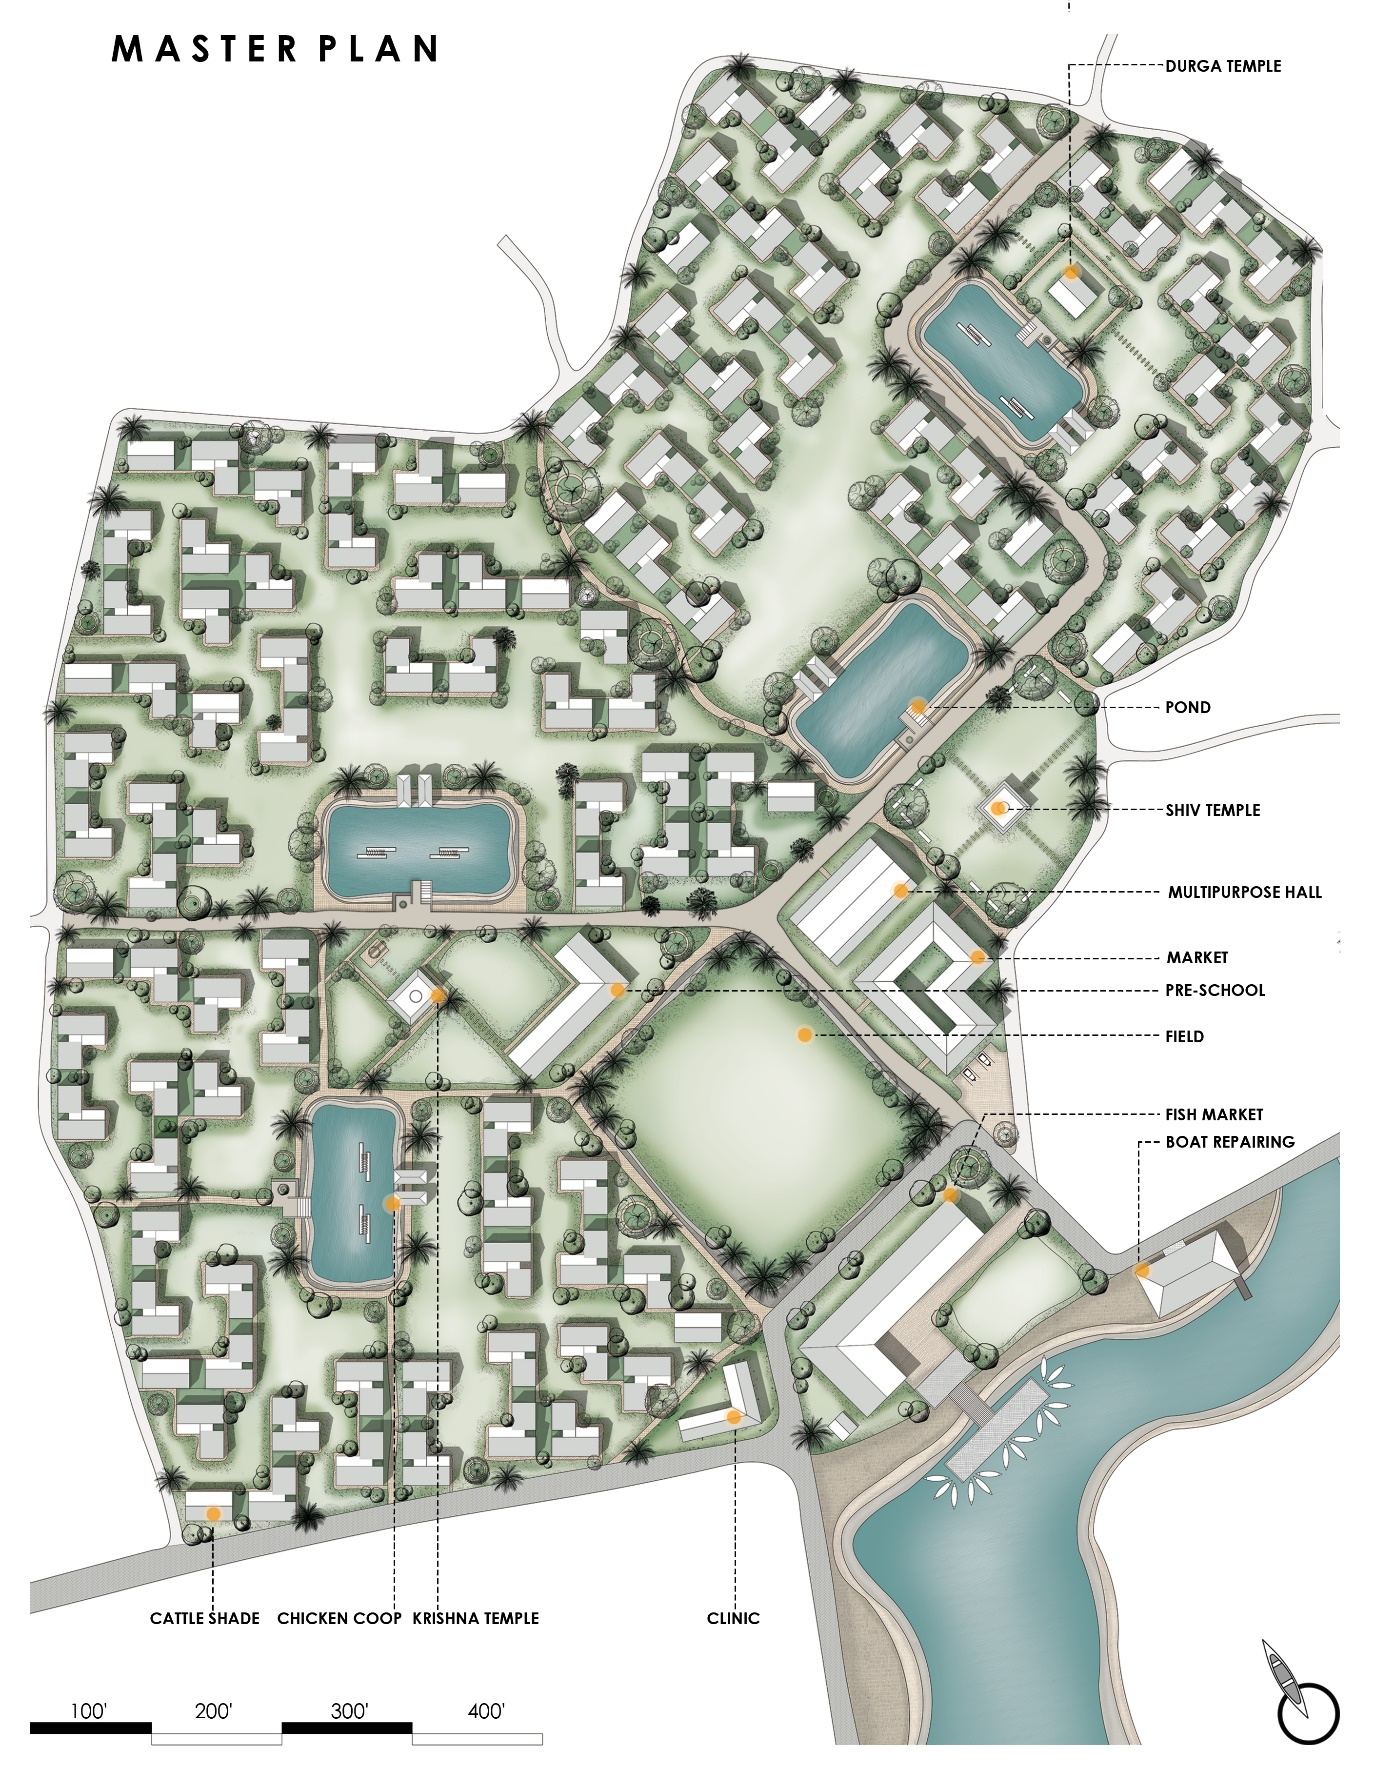 MASTER PLAN
DURGA TEMPLE
POND
SHIV TEMPLE
MULTIPURPOSE HALL
MARKET
PRE-SCHOOL
FIELD
FISH MARKET
BOAT REPAIRING
CATTLE SHADE
CHICKEN COOP
KRISHNA TEMPLE
CLINIC
100' 200' 300' 400'